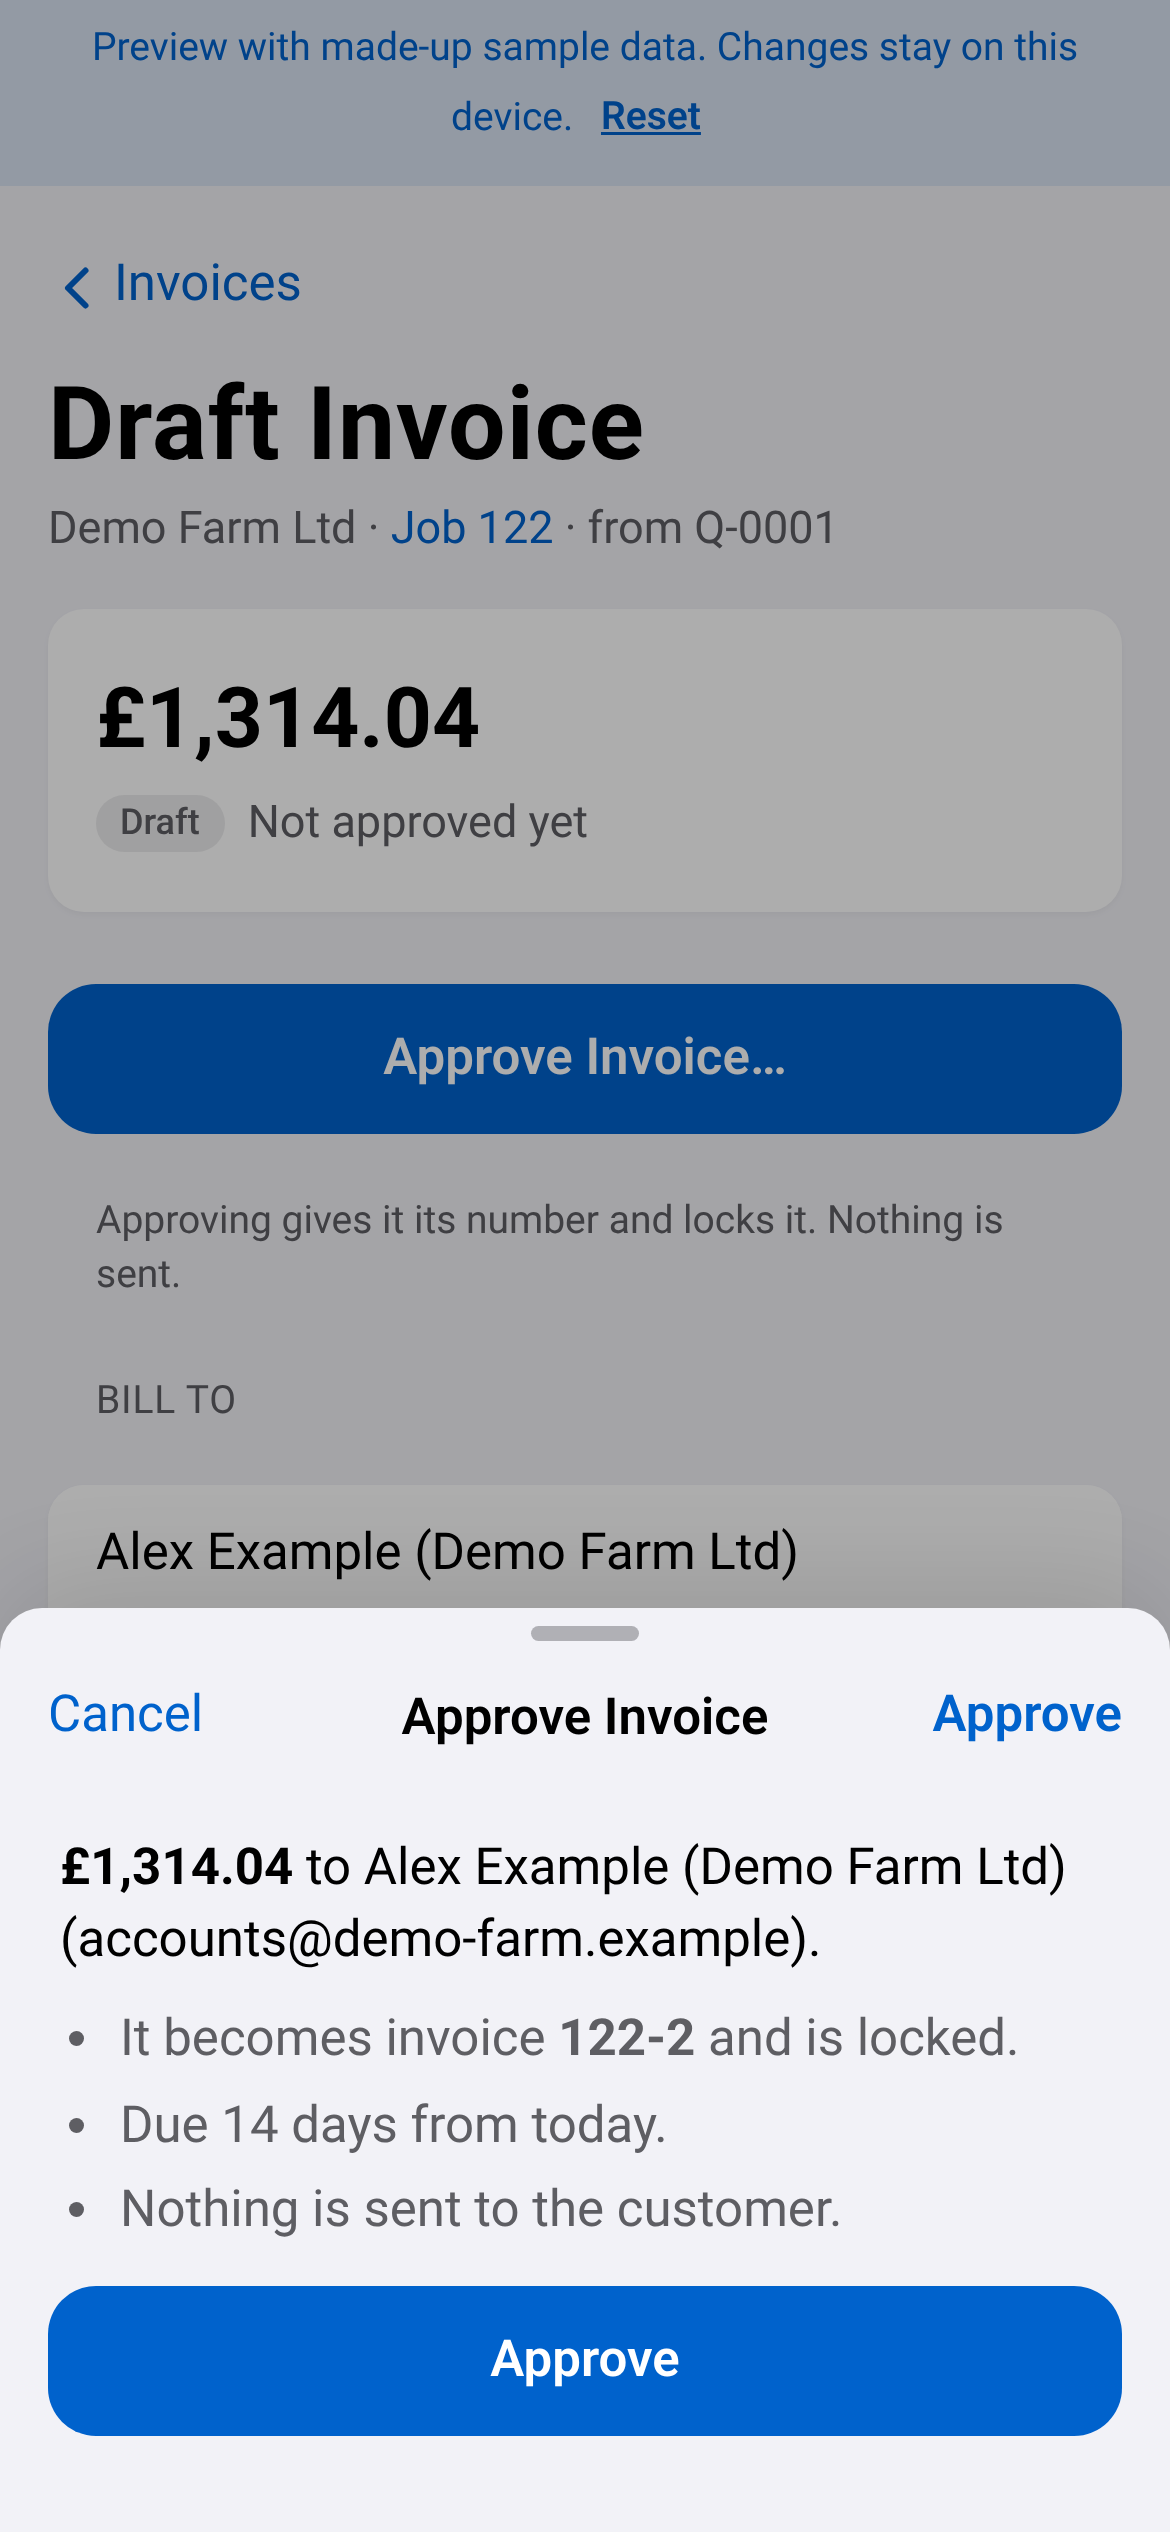 Preview with made-up sample data. Changes stay on this
device. Reset
Invoices
Draft Invoice
Demo Farm Ltd · Job 122 · from Q-0001
£1,314.04
Draft Not approved yet
Approve Invoice…
Approving gives it its number and locks it. Nothing is
sent.
BILL TO
Alex Example (Demo Farm Ltd)
Cancel Approve Invoice Approve
£1,314.04 to Alex Example (Demo Farm Ltd)
(accounts@demo-farm.example).
• It becomes invoice 122-2 and is locked.
• Due 14 days from today.
• Nothing is sent to the customer.
Approve